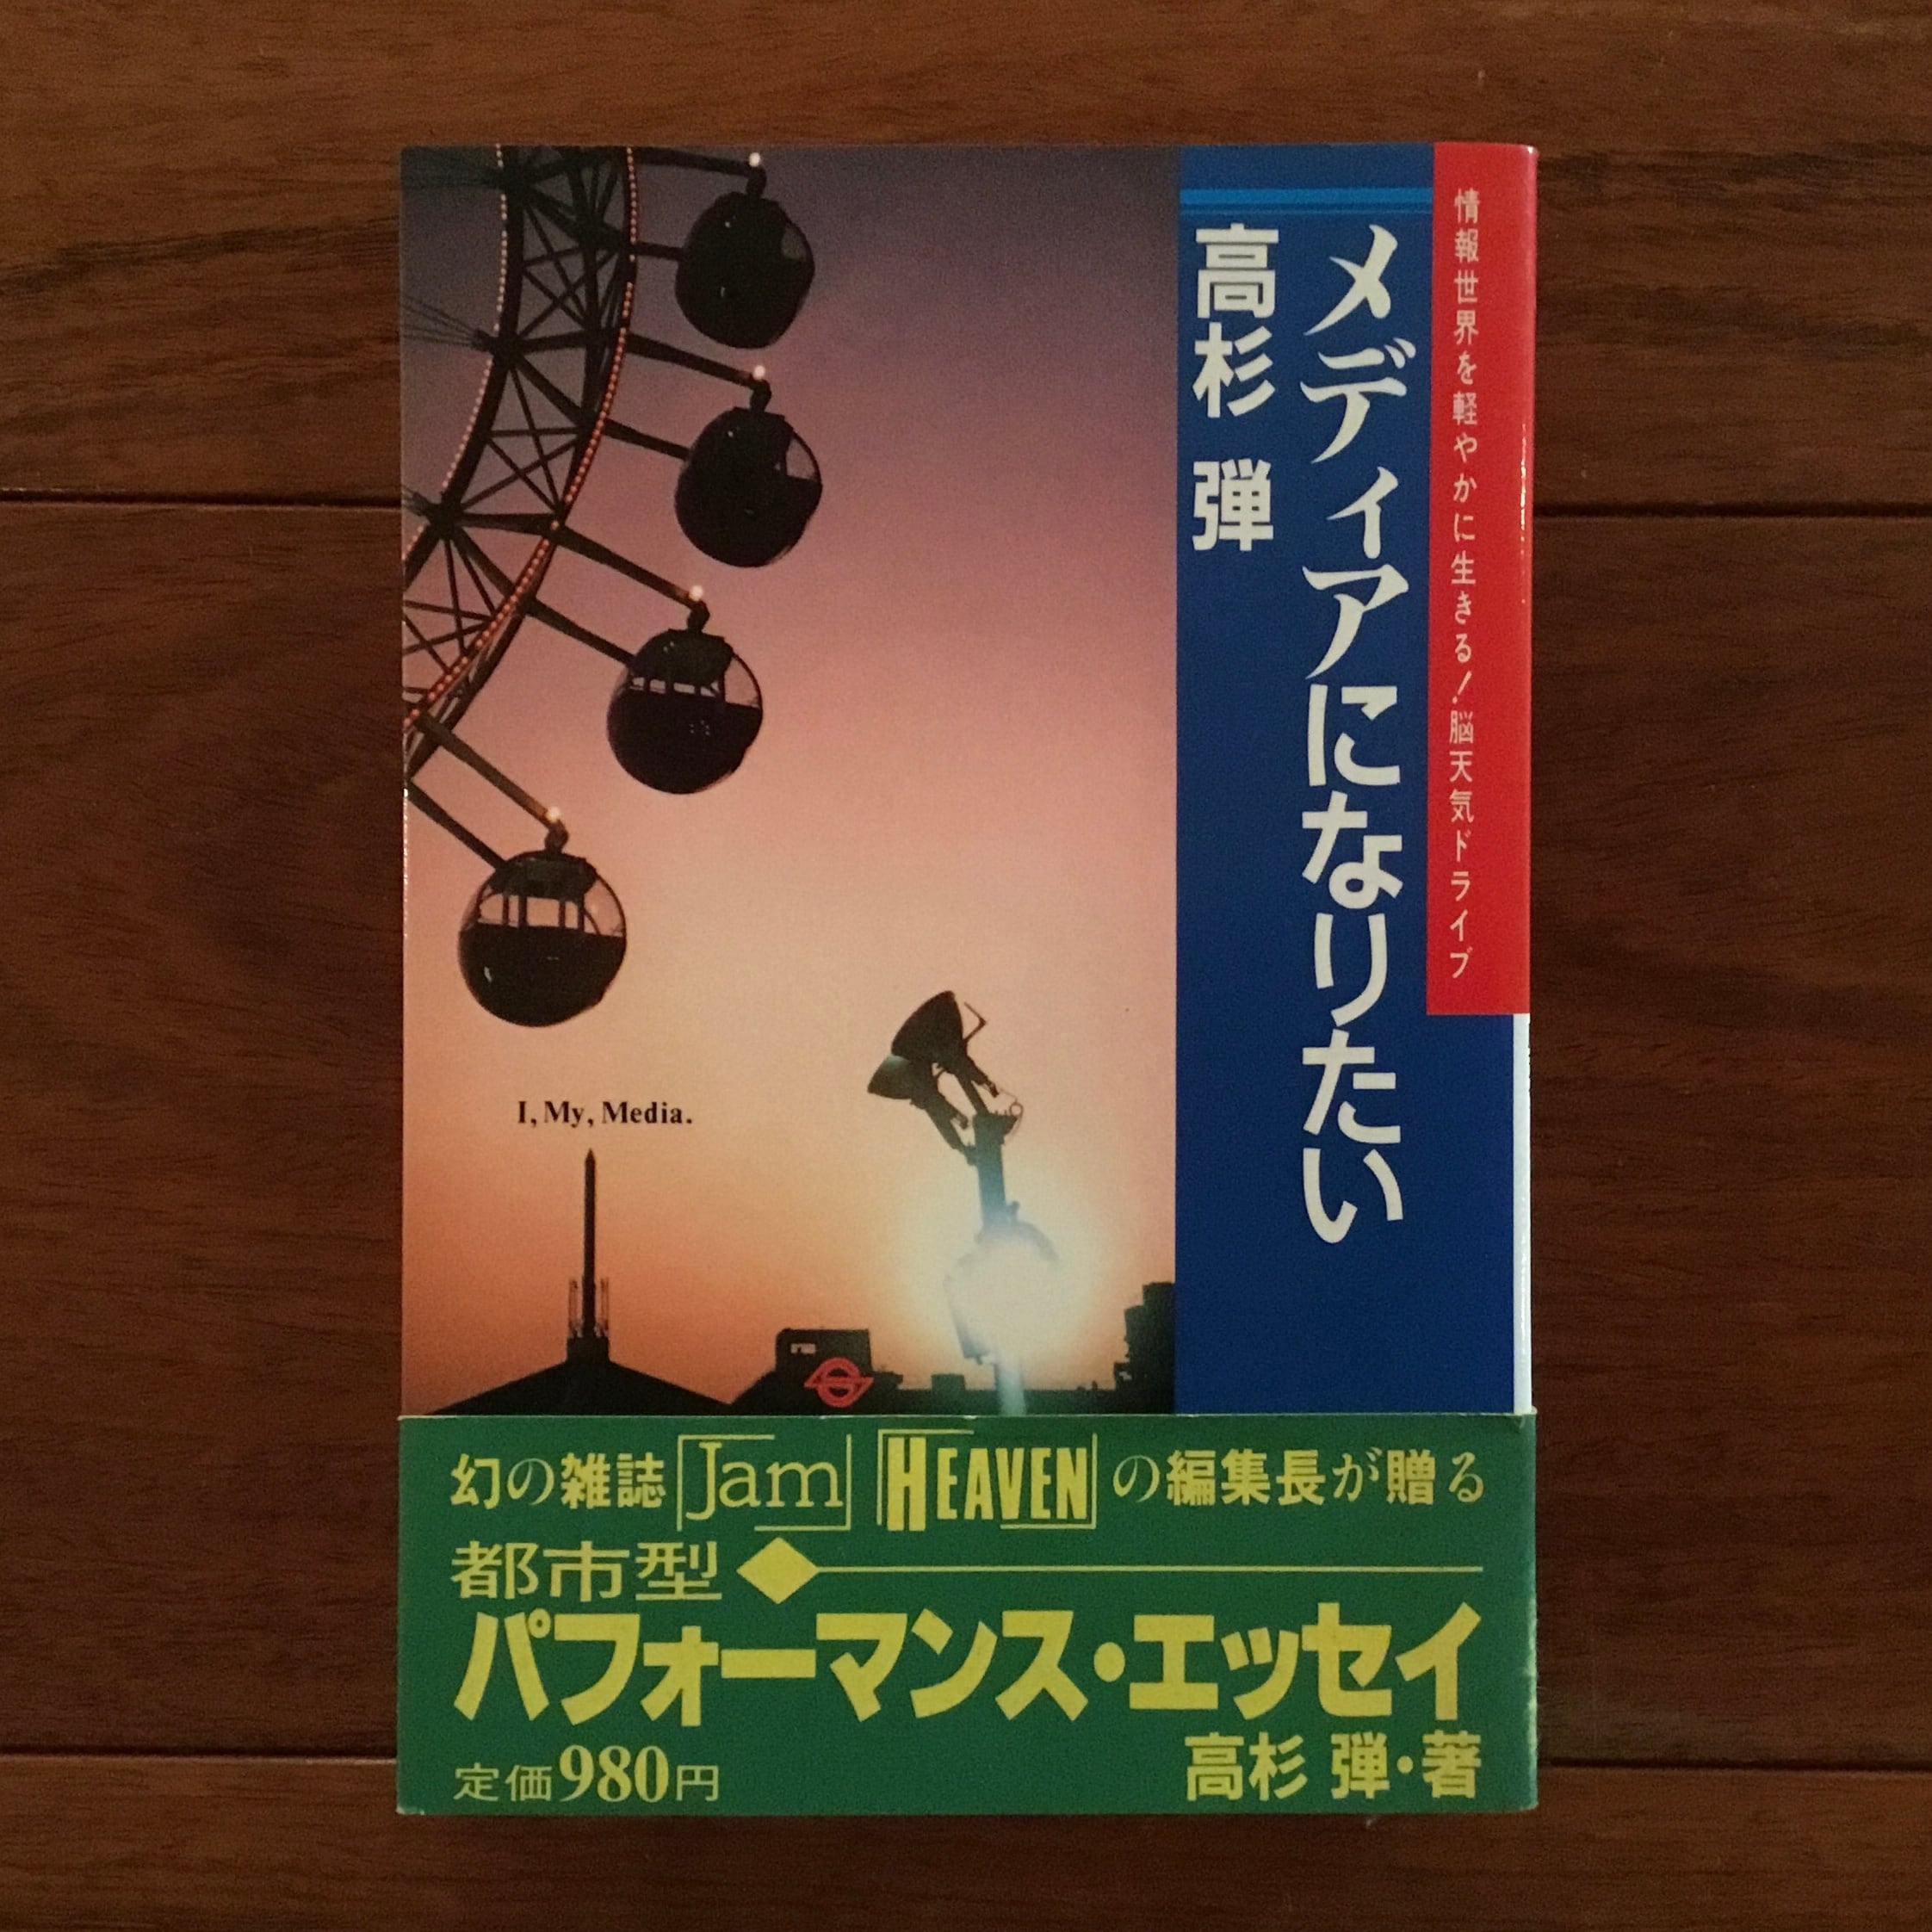 情報世界を軽やかに生きる!脳天気ドライブ
メディアになりたい
高杉 弾
I, My, Media.
幻の雑誌「Jam」「HEAVEN」の編集長が贈る
都市型
パフォーマンス・エッセイ
定価980円
高杉 弾・著